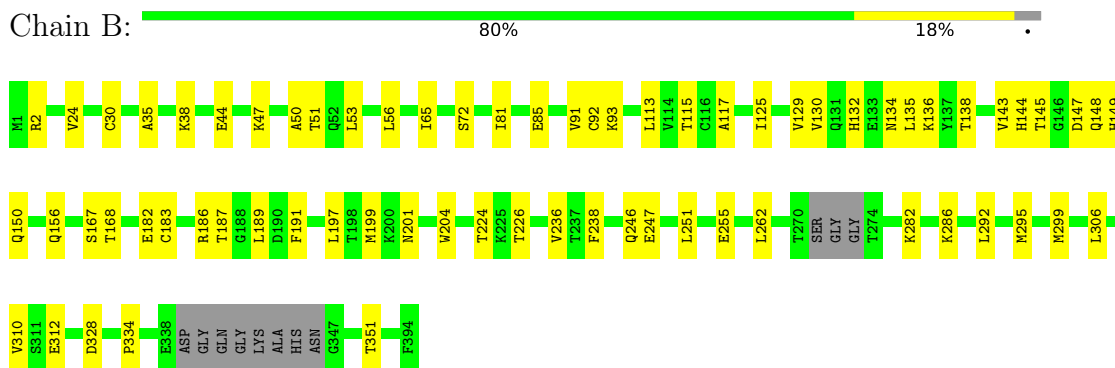 Chain B:
80% 18% •
M1 R2 V24 C30 A35 K38 E44 K47 A50 T51 Q52 L53 L56 I65 S72 I81 E85 V91 C92 K93 L113 V114 T115 C116 A117 I125 V129 V130 Q131 H132 E133 N134 L135 K136 Y137 T138 V143 H144 T145 G146 D147 Q148 H149
Q150 Q156 S167 T168 E182 C183 R186 T187 G188 L189 D190 F191 L197 T198 M199 K200 N201 W204 T224 K225 T226 V236 T237 F238 Q246 E247 L251 E255 L262 T270 SER GLY GLY T274 K282 K286 L292 M295 M299 L306
V310 S311 E312 D328 P334 E338 ASP GLY GLN GLY LYS ALA HIS ASN G347 T351 F394